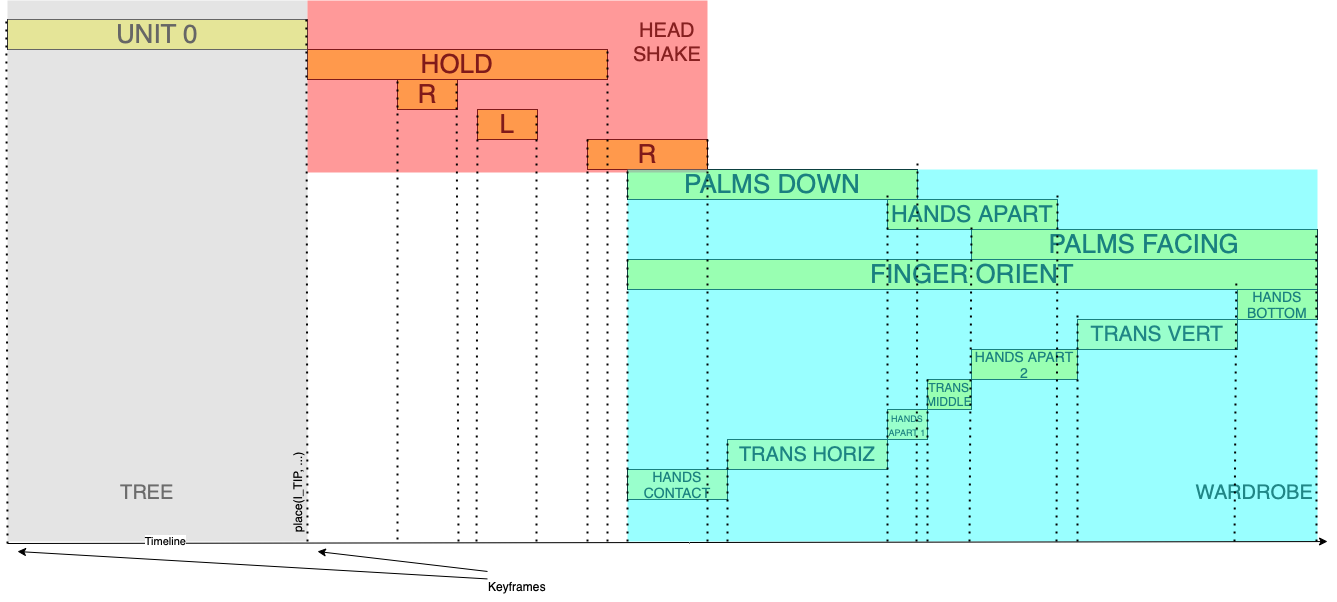 UNIT 0
HEAD
SHAKE
HOLD
R
L
R
PALMS DOWN
HANDS APART
PALMS FACING
FINGER ORIENT
HANDS
BOTTOM
TRANS VERT
HANDS APART
2
TRANS
MIDDLE
HANDS
APART 1
TRANS HORIZ
HANDS
CONTACT
TREE
place(I_TIP, ...)
WARDROBE
Timeline
Keyframes